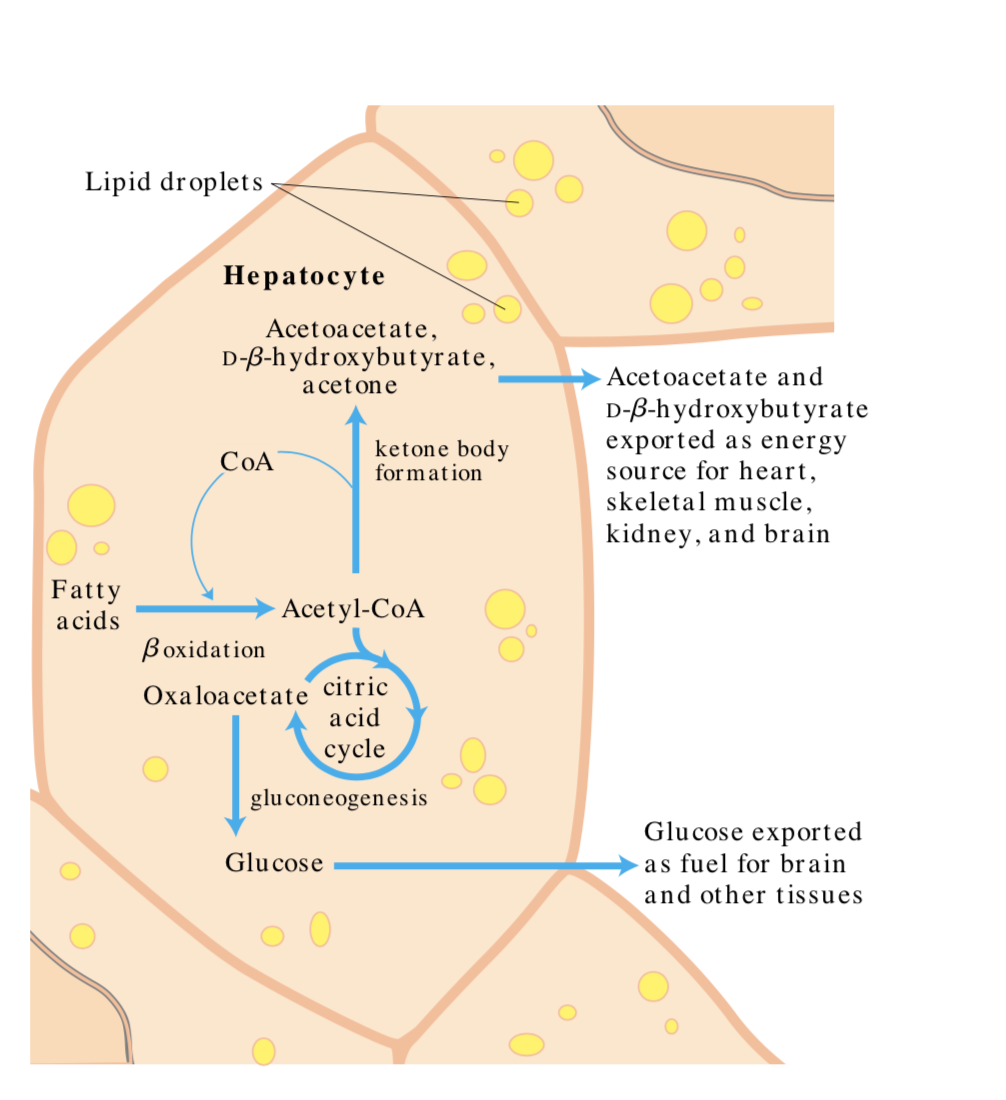 Lipid droplets
Hepatocyte
Acetoacetate,
D-β-hydroxybutyrate,
acetone
Acetoacetate and
D-β-hydroxybutyrate
exported as energy
source for heart,
skeletal muscle,
kidney, and brain
CoA
ketone body
formation
Fatty
acids
Acetyl-CoA
β oxidation
Oxaloacetate
citric
acid
cycle
gluconeogenesis
Glucose
Glucose exported
as fuel for brain
and other tissues